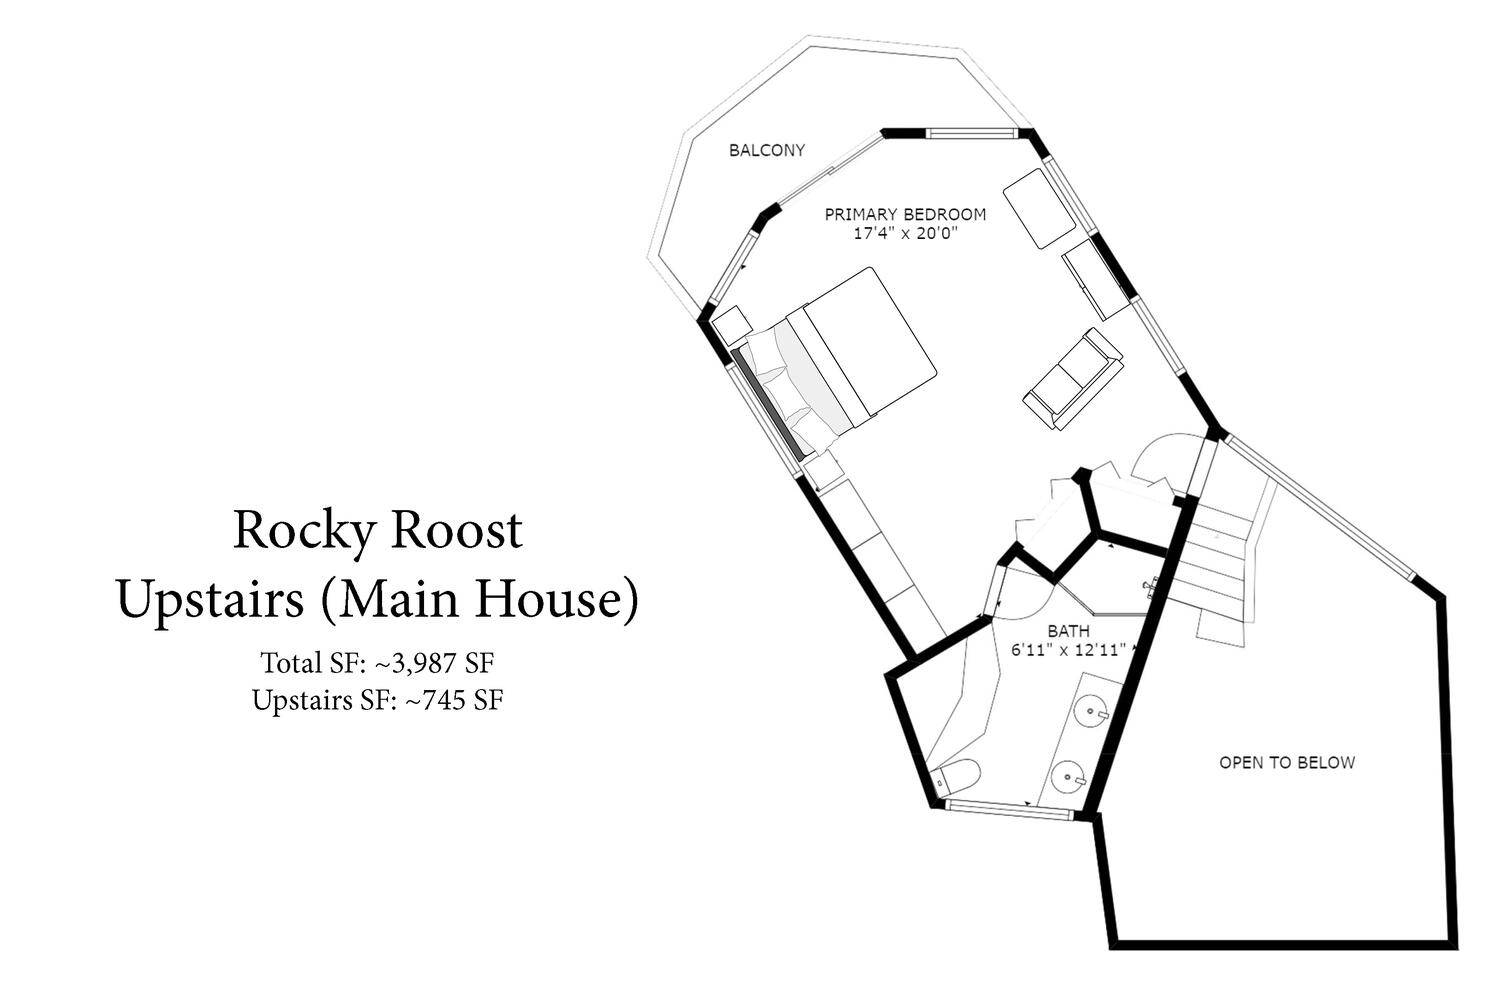 Rocky Roost
Upstairs (Main House)
Total SF: ~3,987 SF
Upstairs SF: ~745 SF
BALCONY
PRIMARY BEDROOM
17'4" x 20'0"
BATH
6'11" x 12'11"
OPEN TO BELOW